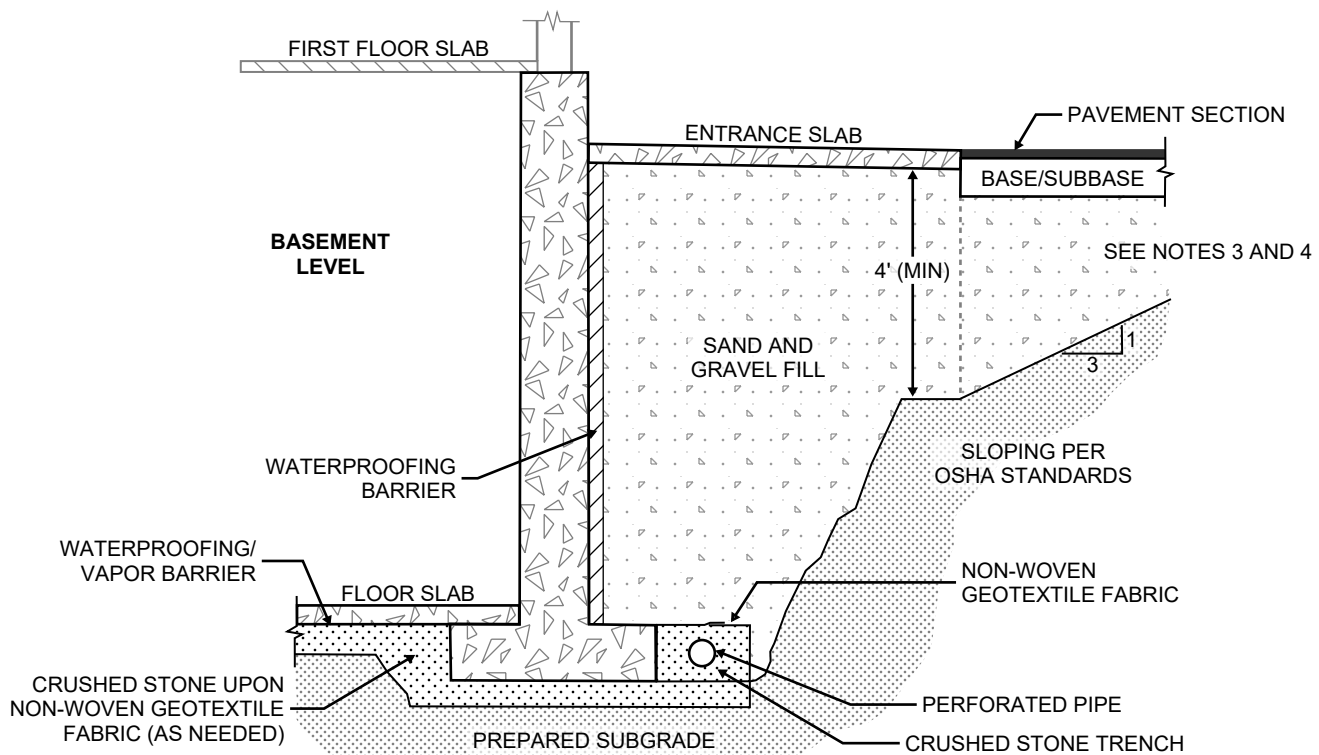 FIRST FLOOR SLAB
PAVEMENT SECTION
ENTRANCE SLAB
BASE/SUBBASE
BASEMENT
LEVEL
SEE NOTES 3 AND 4
4' (MIN)
1
3
SAND AND
GRAVEL FILL
SLOPING PER
OSHA STANDARDS
WATERPROOFING
BARRIER
WATERPROOFING/
VAPOR BARRIER
NON-WOVEN
GEOTEXTILE FABRIC
FLOOR SLAB
CRUSHED STONE UPON
NON-WOVEN GEOTEXTILE
FABRIC (AS NEEDED)
PERFORATED PIPE
PREPARED SUBGRADE
CRUSHED STONE TRENCH